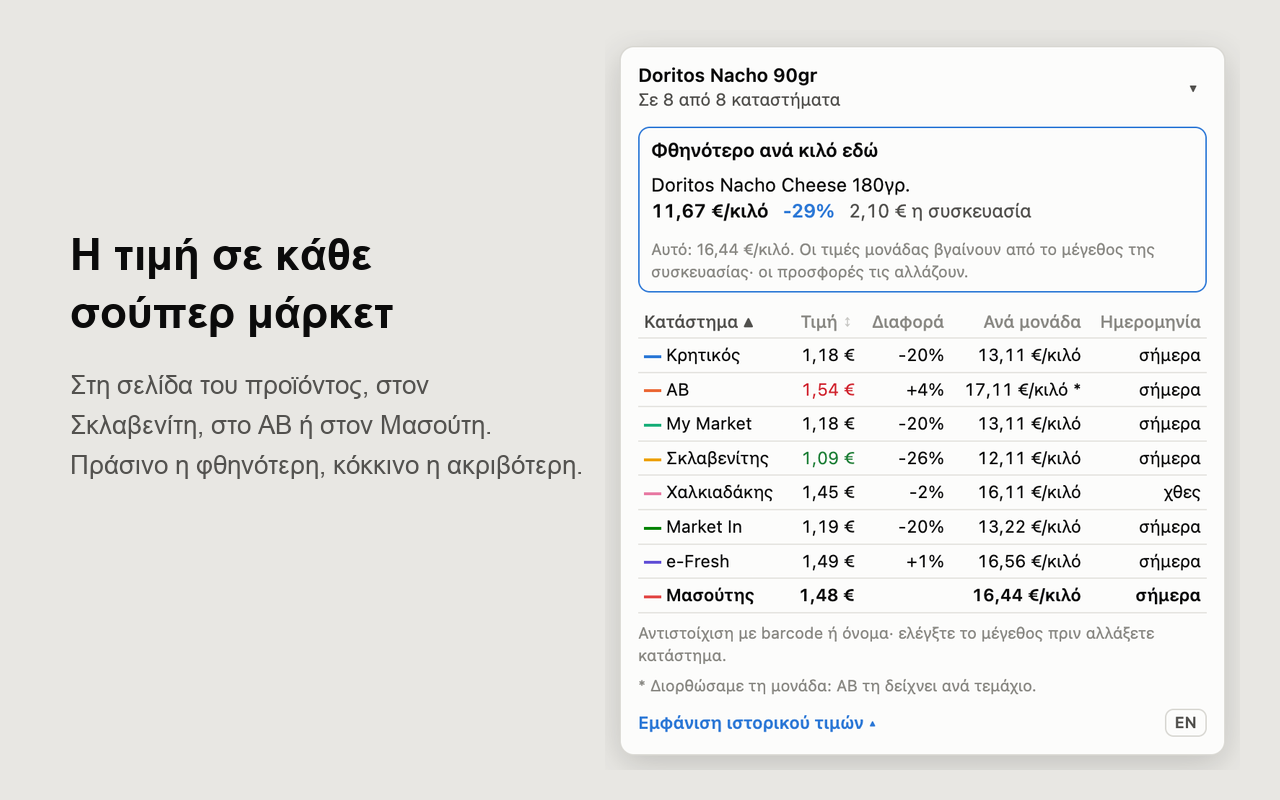 Η τιμή σε κάθε
σούπερ μάρκετ
Στη σελίδα του προϊόντος, στον
Σκλαβενίτη, στο ΑΒ ή στον Μασούτη.
Πράσινο η φθηνότερη, κόκκινο η ακριβότερη.
Doritos Nacho 90gr
Σε 8 από 8 καταστήματα
▼
Φθηνότερο ανά κιλό εδώ
Doritos Nacho Cheese 180γρ.
11,67 €/κιλό -29% 2,10 € η συσκευασία
Αυτό: 16,44 €/κιλό. Οι τιμές μονάδας βγαίνουν από το μέγεθος της
συσκευασίας· οι προσφορές τις αλλάζουν.
Κατάστημα ▲ Τιμή ↕ Διαφορά Ανά μονάδα Ημερομηνία
Κρητικός 1,18 € -20% 13,11 €/κιλό σήμερα
ΑΒ 1,54 € +4% 17,11 €/κιλό * σήμερα
My Market 1,18 € -20% 13,11 €/κιλό σήμερα
Σκλαβενίτης 1,09 € -26% 12,11 €/κιλό σήμερα
Χαλκιαδάκης 1,45 € -2% 16,11 €/κιλό χθες
Market In 1,19 € -20% 13,22 €/κιλό σήμερα
e-Fresh 1,49 € +1% 16,56 €/κιλό σήμερα
Μασούτης 1,48 € 16,44 €/κιλό σήμερα
Αντιστοίχιση με barcode ή όνομα· ελέγξτε το μέγεθος πριν αλλάξετε
κατάστημα.
* Διορθώσαμε τη μονάδα: ΑΒ τη δείχνει ανά τεμάχιο.
Εμφάνιση ιστορικού τιμών ▲
EN